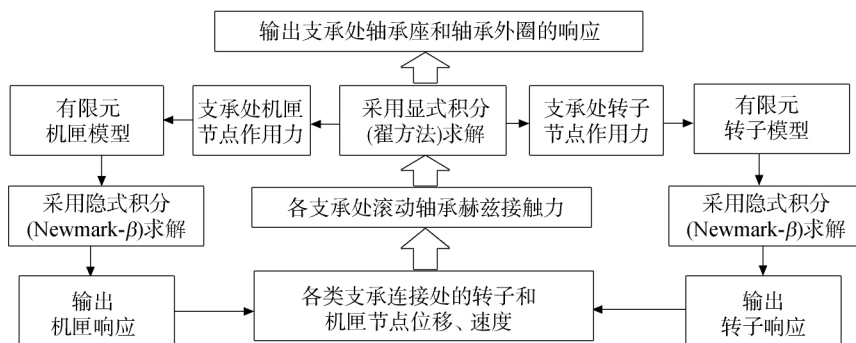 输出支承处轴承座和轴承外圈的响应
有限元
机匣模型
支承处机匣
节点作用力
采用显式积分
(翟方法)求解
支承处转子
节点作用力
有限元
转子模型
采用隐式积分
(Newmark-β)求解
各支承处滚动轴承赫兹接触力
采用隐式积分
(Newmark-β)求解
输出
机匣响应
各类支承连接处的转子和
机匣节点位移、速度
输出
转子响应